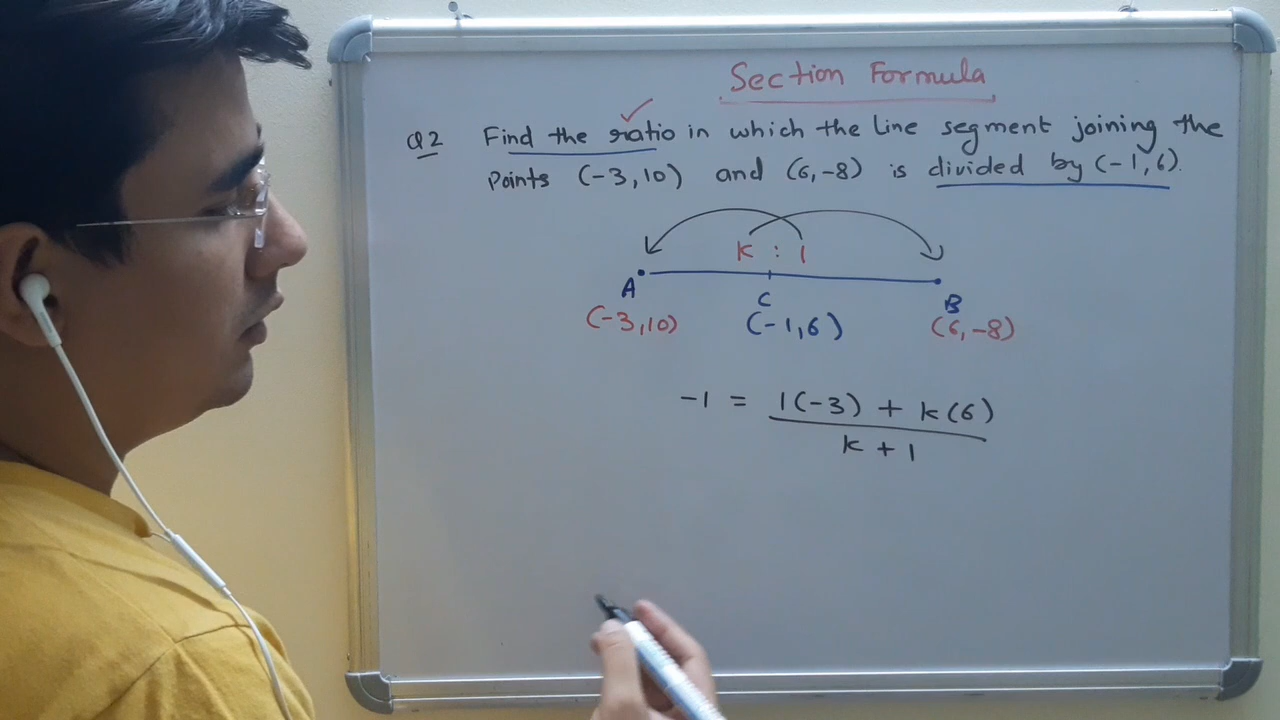 Section Formula
Q2 Find the ratio in which the Line segment joining the
Points (-3,10) and (6,-8) is divided by (-1,6).
k : 1
A C B
(-3,10) (-1,6) (6,-8)
-1 = 1(-3) + k(6)
k + 1